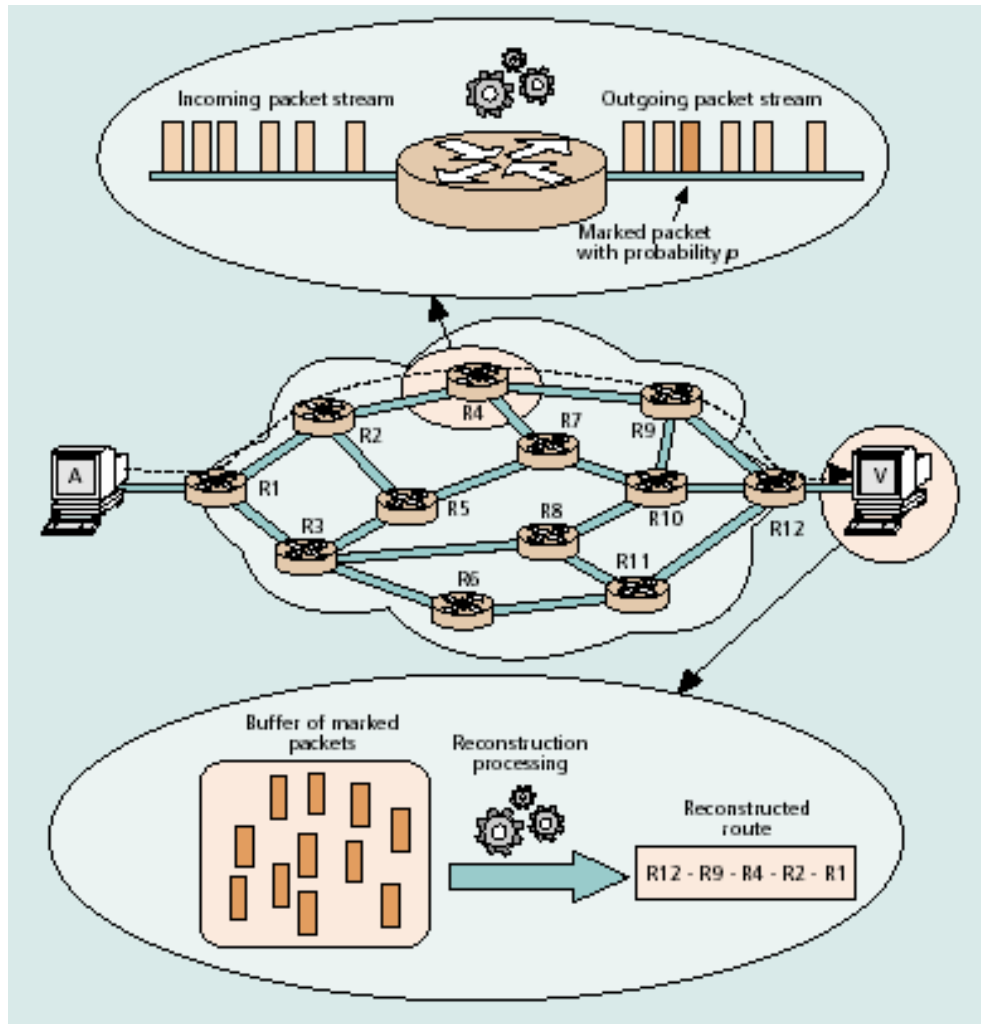 Incoming packet stream
Outgoing packet stream
Marked packet
with probability p
R4
R9
R2
R7
A
V
R1
R5
R8
R10
R12
R3
R11
R6
Buffer of marked
packets
Reconstruction
processing
Reconstructed
route
R12 - R9 - R4 - R2 - R1